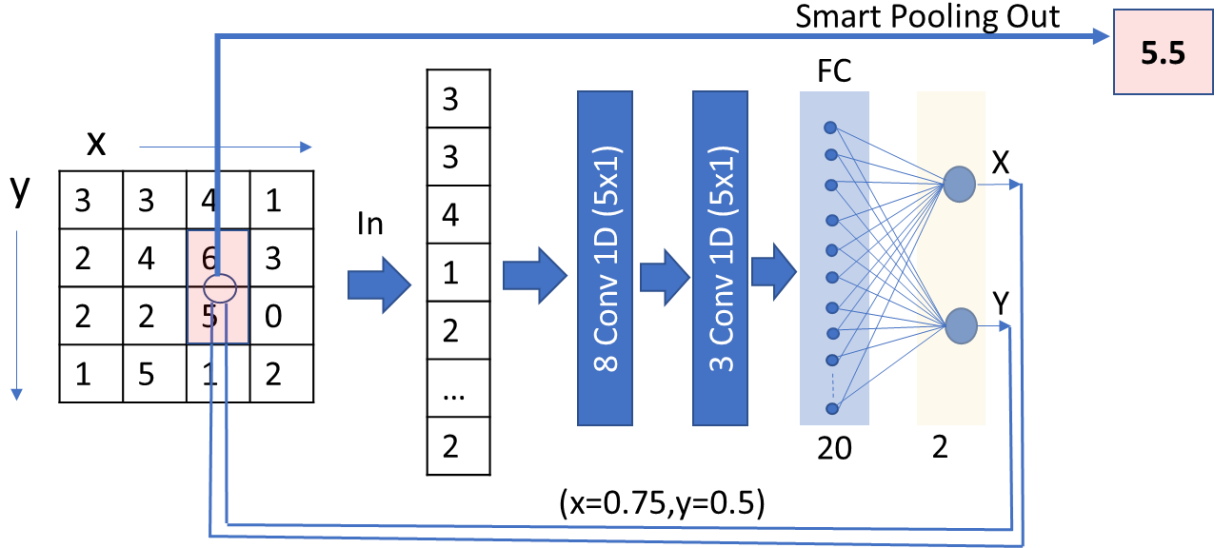 Smart Pooling Out
5.5
x
y
3 3 4 1
2 4 6 3
2 2 5 0
1 5 1 2
In
3
3
4
1
2
...
2
8 Conv 1D (5x1)
3 Conv 1D (5x1)
FC
20
X
Y
2
(x=0.75,y=0.5)